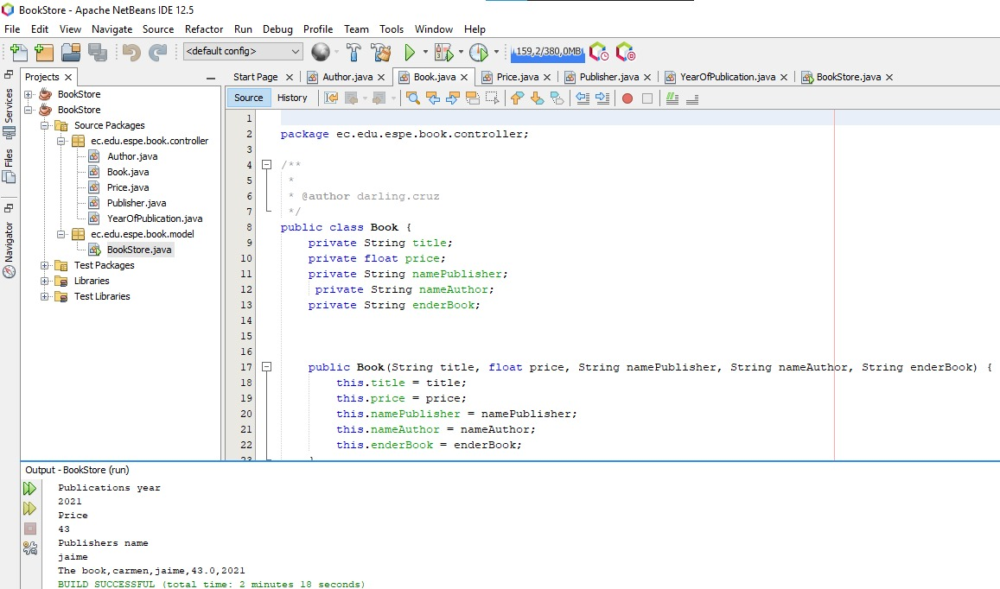 BookStore - Apache NetBeans IDE 12.5
File Edit View Navigate Source Refactor Run Debug Profile Team Tools Window Help
<default config> 159,2/380,0MB
Projects
Services
Files
Navigator
BookStore
BookStore
Source Packages
ec.edu.espe.book.controller
Author.java
Book.java
Price.java
Publisher.java
YearOfPublication.java
ec.edu.espe.book.model
BookStore.java
Test Packages
Libraries
Test Libraries
Start Page Author.java Book.java Price.java Publisher.java YearOfPublication.java BookStore.java
Source History
1
2 package ec.edu.espe.book.controller;
3
4 /**
5 *
6 * @author darling.cruz
7 */
8 public class Book {
9 private String title;
10 private float price;
11 private String namePublisher;
12 private String nameAuthor;
13 private String enderBook;
14
15
16
17 public Book(String title, float price, String namePublisher, String nameAuthor, String enderBook) {
18 this.title = title;
19 this.price = price;
20 this.namePublisher = namePublisher;
21 this.nameAuthor = nameAuthor;
22 this.enderBook = enderBook;
23 }
Output - BookStore (run)
Publications year
2021
Price
43
Publishers name
jaime
The book,carmen,jaime,43.0,2021
BUILD SUCCESSFUL (total time: 2 minutes 18 seconds)